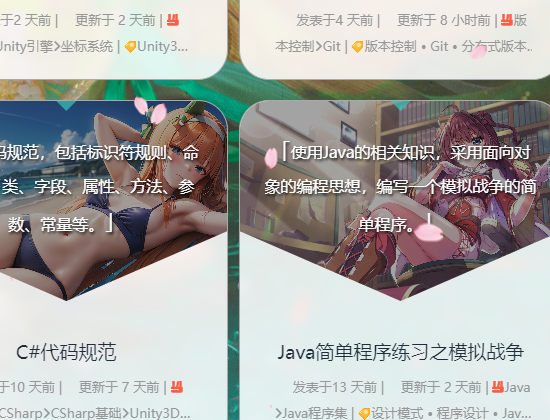 于2 天前 |   更新于 2 天前 |
Unity引擎>坐标系统 | Unity3...
发表于4 天前 |   更新于 8 小时前 | 版
本控制>Git | 版本控制 • Git • 分布式版本...
码规范，包括标识符规则、命
类、字段、属性、方法、参
数、常量等。」
「使用Java的相关知识，采用面向对
象的编程思想，编写一个模拟战争的简
单程序。」
C#代码规范
于10 天前 |   更新于 7 天前 |
CSharp>CSharp基础>Unity3D...
Java简单程序练习之模拟战争
发表于13 天前 |   更新于 2 天前 | Java
>Java程序集 | 设计模式 • 程序设计 • Jav...